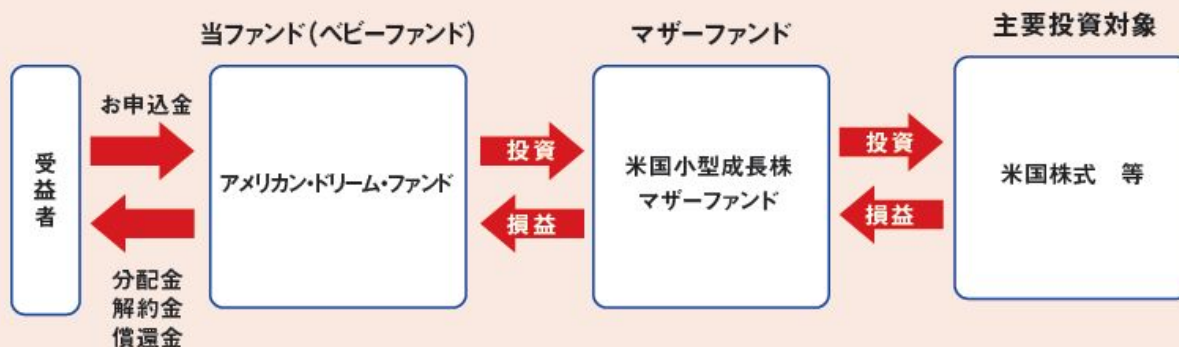 当ファンド(ベビーファンド)
マザーファンド
主要投資対象
受益者
お申込金
分配金
解約金
償還金
アメリカン・ドリーム・ファンド
投資
損益
米国小型成長株
マザーファンド
投資
損益
米国株式 等